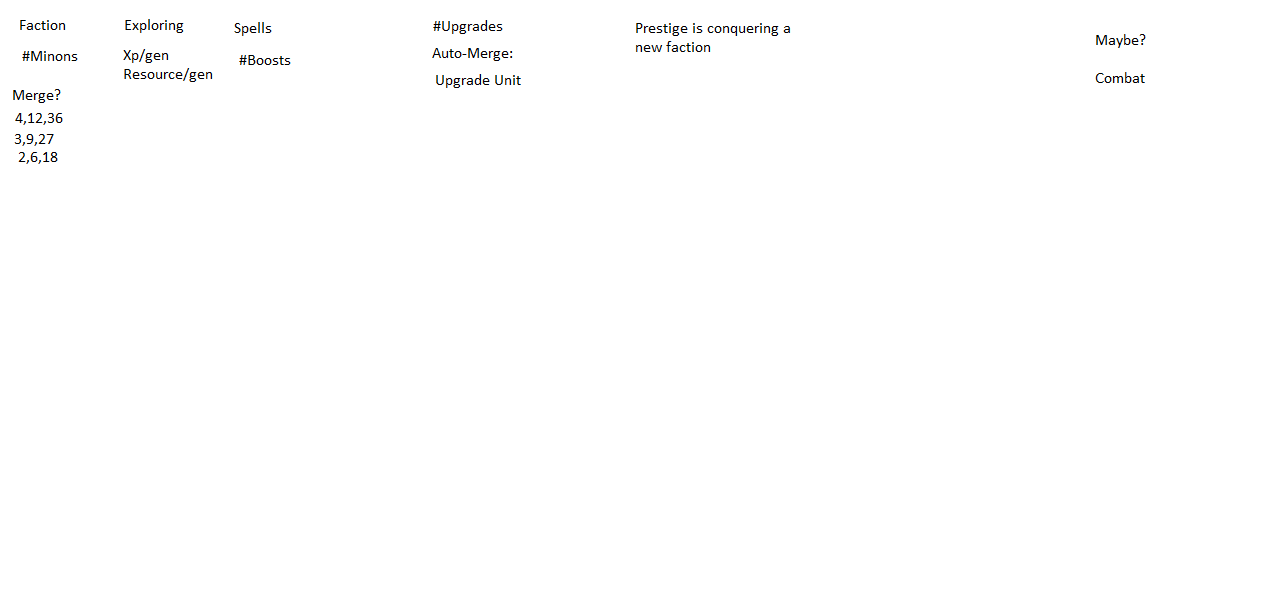 Faction
#Minons
Merge?
4,12,36
3,9,27
2,6,18
Exploring
Xp/gen
Resource/gen
Spells
#Boosts
#Upgrades
Auto-Merge:
Upgrade Unit
Prestige is conquering a
new faction
Maybe?
Combat